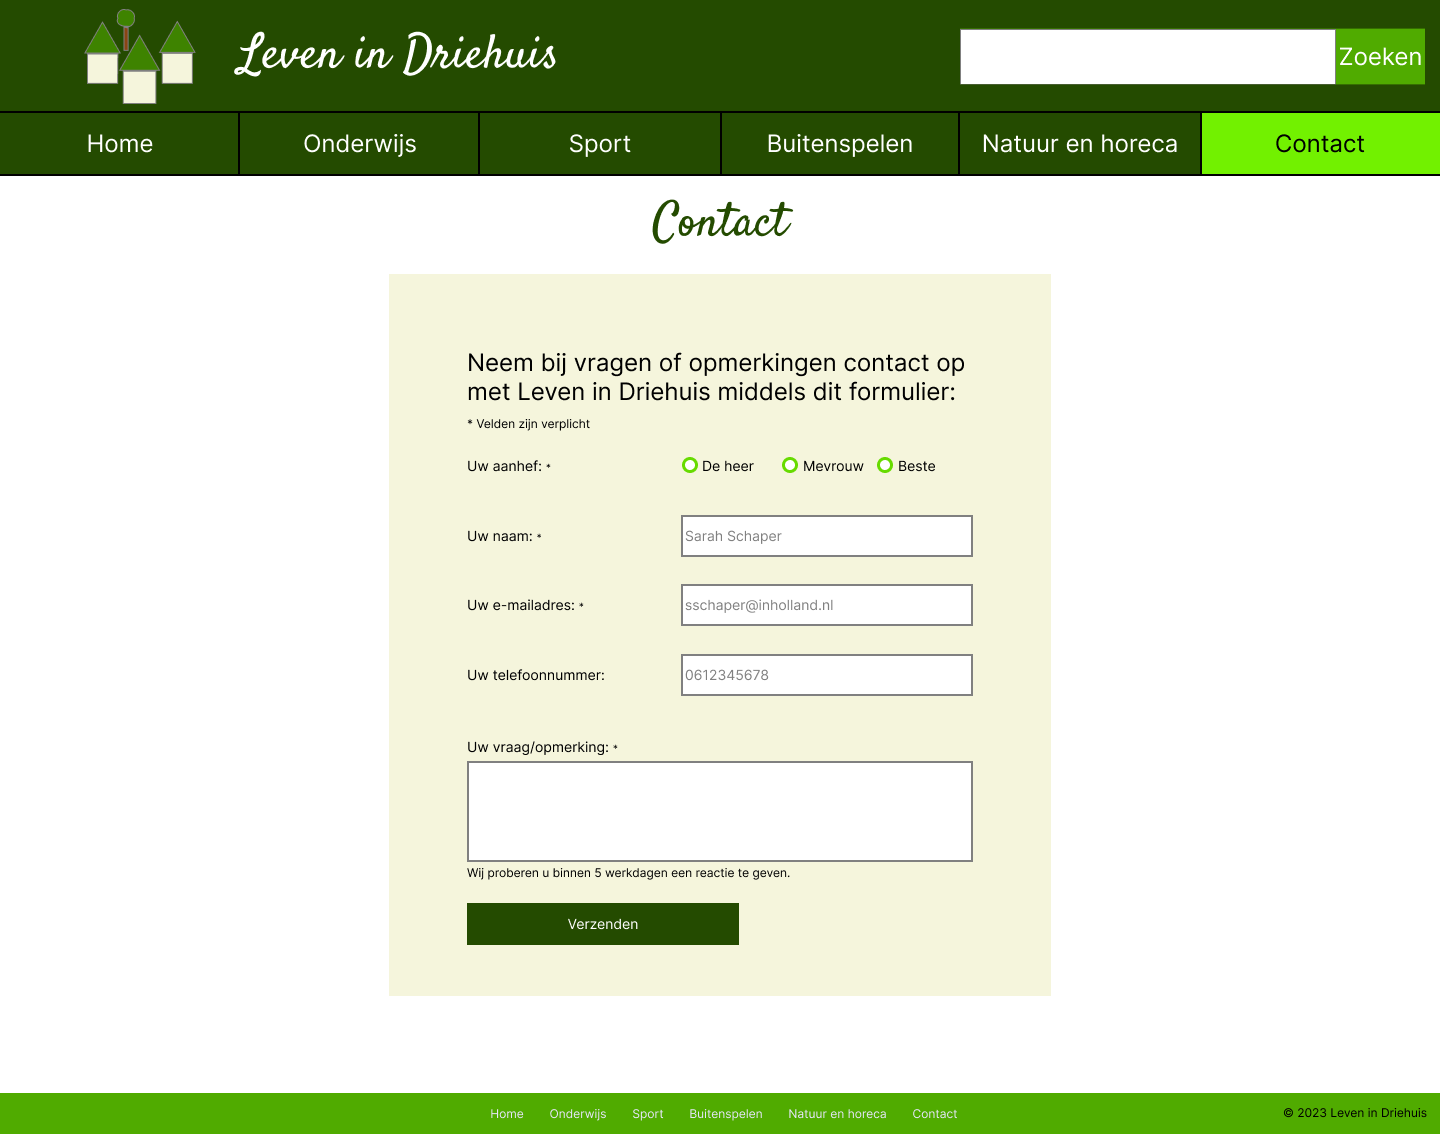 Leven in Driehuis
Zoeken
Home Onderwijs Sport Buitenspelen Natuur en horeca Contact
Contact
Neem bij vragen of opmerkingen contact op
met Leven in Driehuis middels dit formulier:
* Velden zijn verplicht
Uw aanhef: * De heer Mevrouw Beste
Uw naam: * Sarah Schaper
Uw e-mailadres: * sschaper@inholland.nl
Uw telefoonnummer: 0612345678
Uw vraag/opmerking: *
Wij proberen u binnen 5 werkdagen een reactie te geven.
Verzenden
Home Onderwijs Sport Buitenspelen Natuur en horeca Contact © 2023 Leven in Driehuis